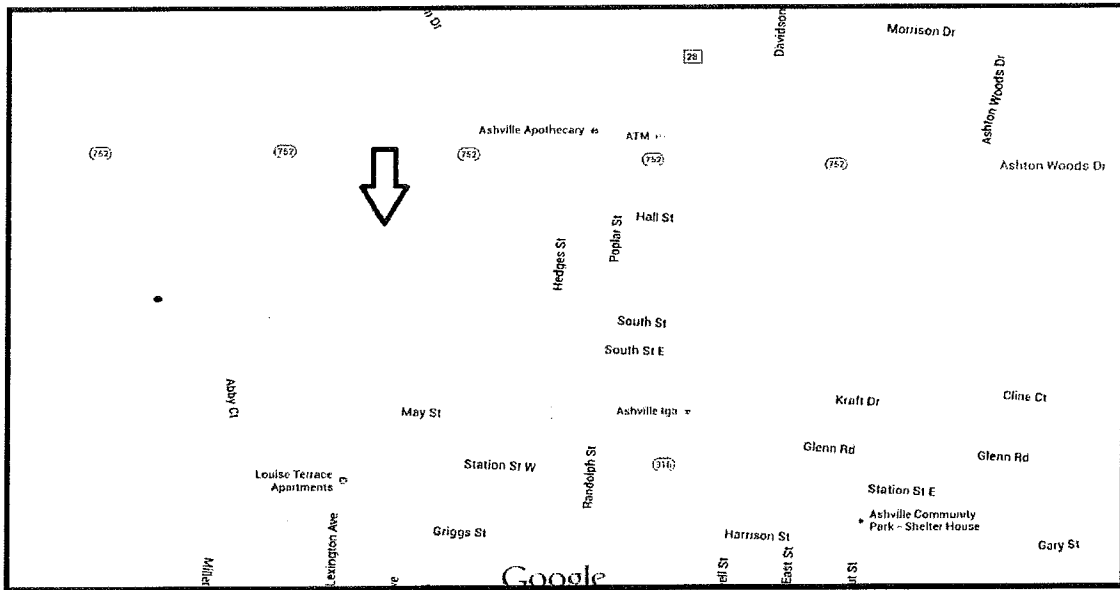 Morrison Dr
Davidson
28
Ashton Woods Dr
Ashville Apothecary
ATM
752
752
752
752
752
Ashton Woods Dr
Hall St
Poplar St
Hedges St
South St
South St E
Abby Ct
May St
Ashville Iga
Kraft Dr
Cline Ct
Glenn Rd
Glenn Rd
Station St W
Randolph St
316
Louise Terrace
Apartments
Station St E
Ashville Community
Park - Shelter House
Lexington Ave
Griggs St
Harrison St
Gary St
East St
Google